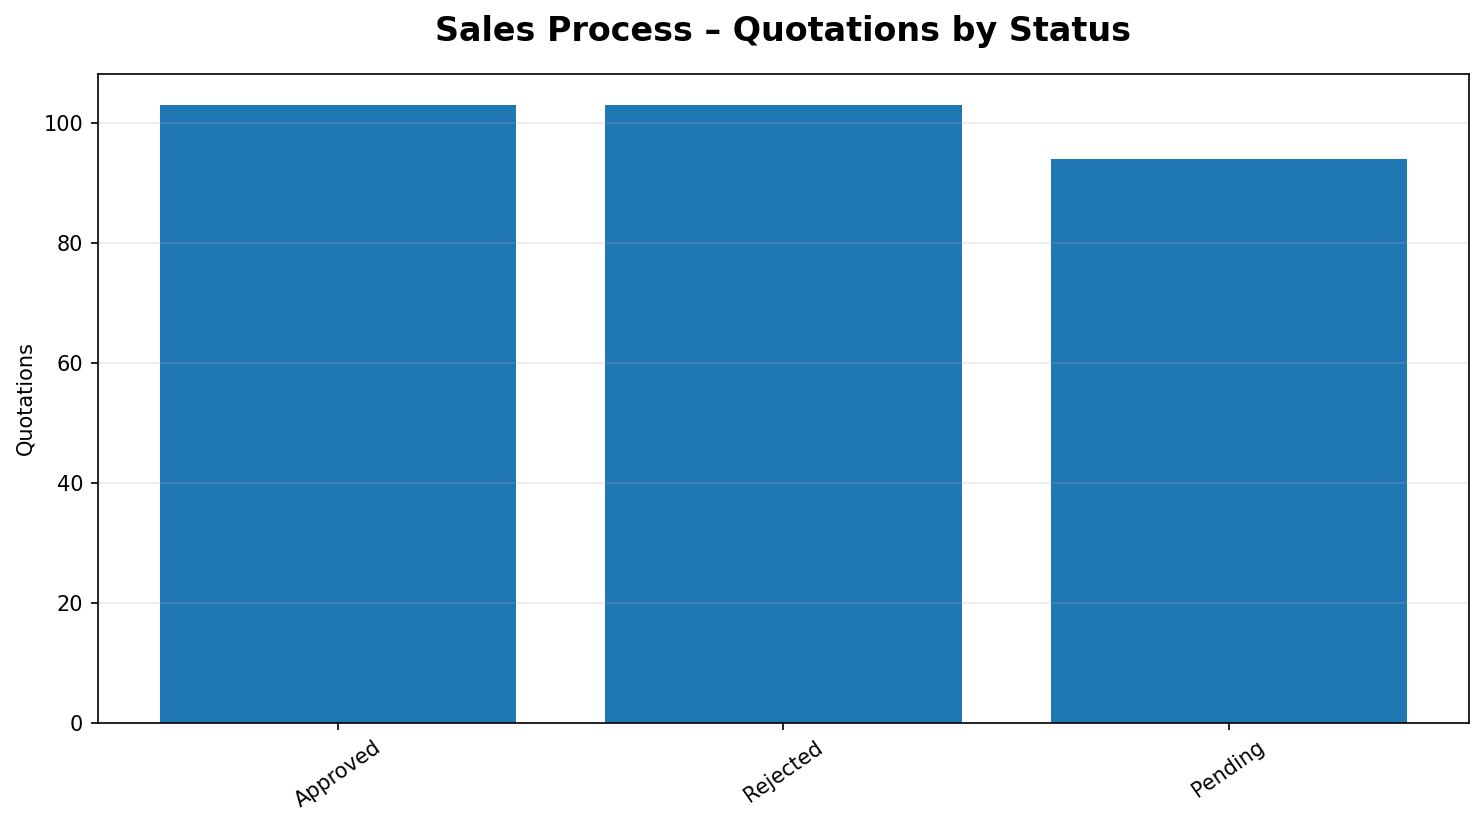 Sales Process – Quotations by Status
Quotations
100
80
60
40
20
0
Approved
Rejected
Pending